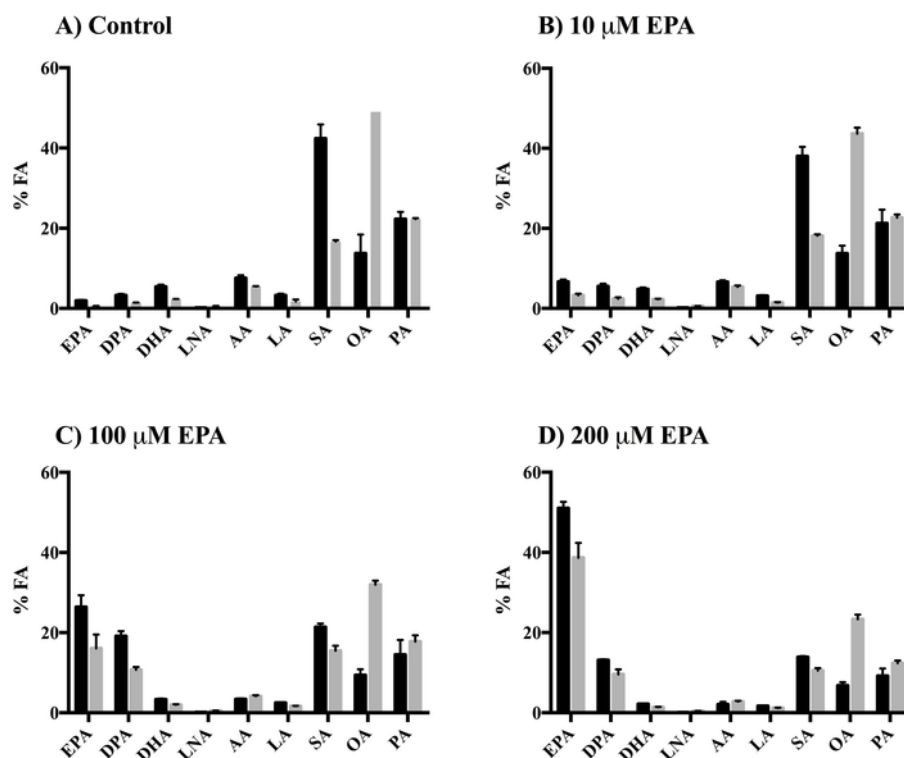 A) Control
60
40
20
0
% FA
EPA
DPA
DHA
LNA
AA
LA
SA
OA
PA
B) 10 μM EPA
60
40
20
0
% FA
EPA
DPA
DHA
LNA
AA
LA
SA
OA
PA
C) 100 μM EPA
60
40
20
0
% FA
EPA
DPA
DHA
LNA
AA
LA
SA
OA
PA
D) 200 μM EPA
60
40
20
0
% FA
EPA
DPA
DHA
LNA
AA
LA
SA
OA
PA